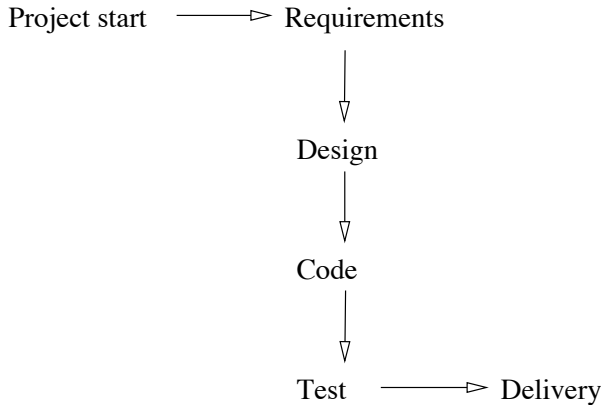 Project start
Requirements
Design
Code
Test
Delivery